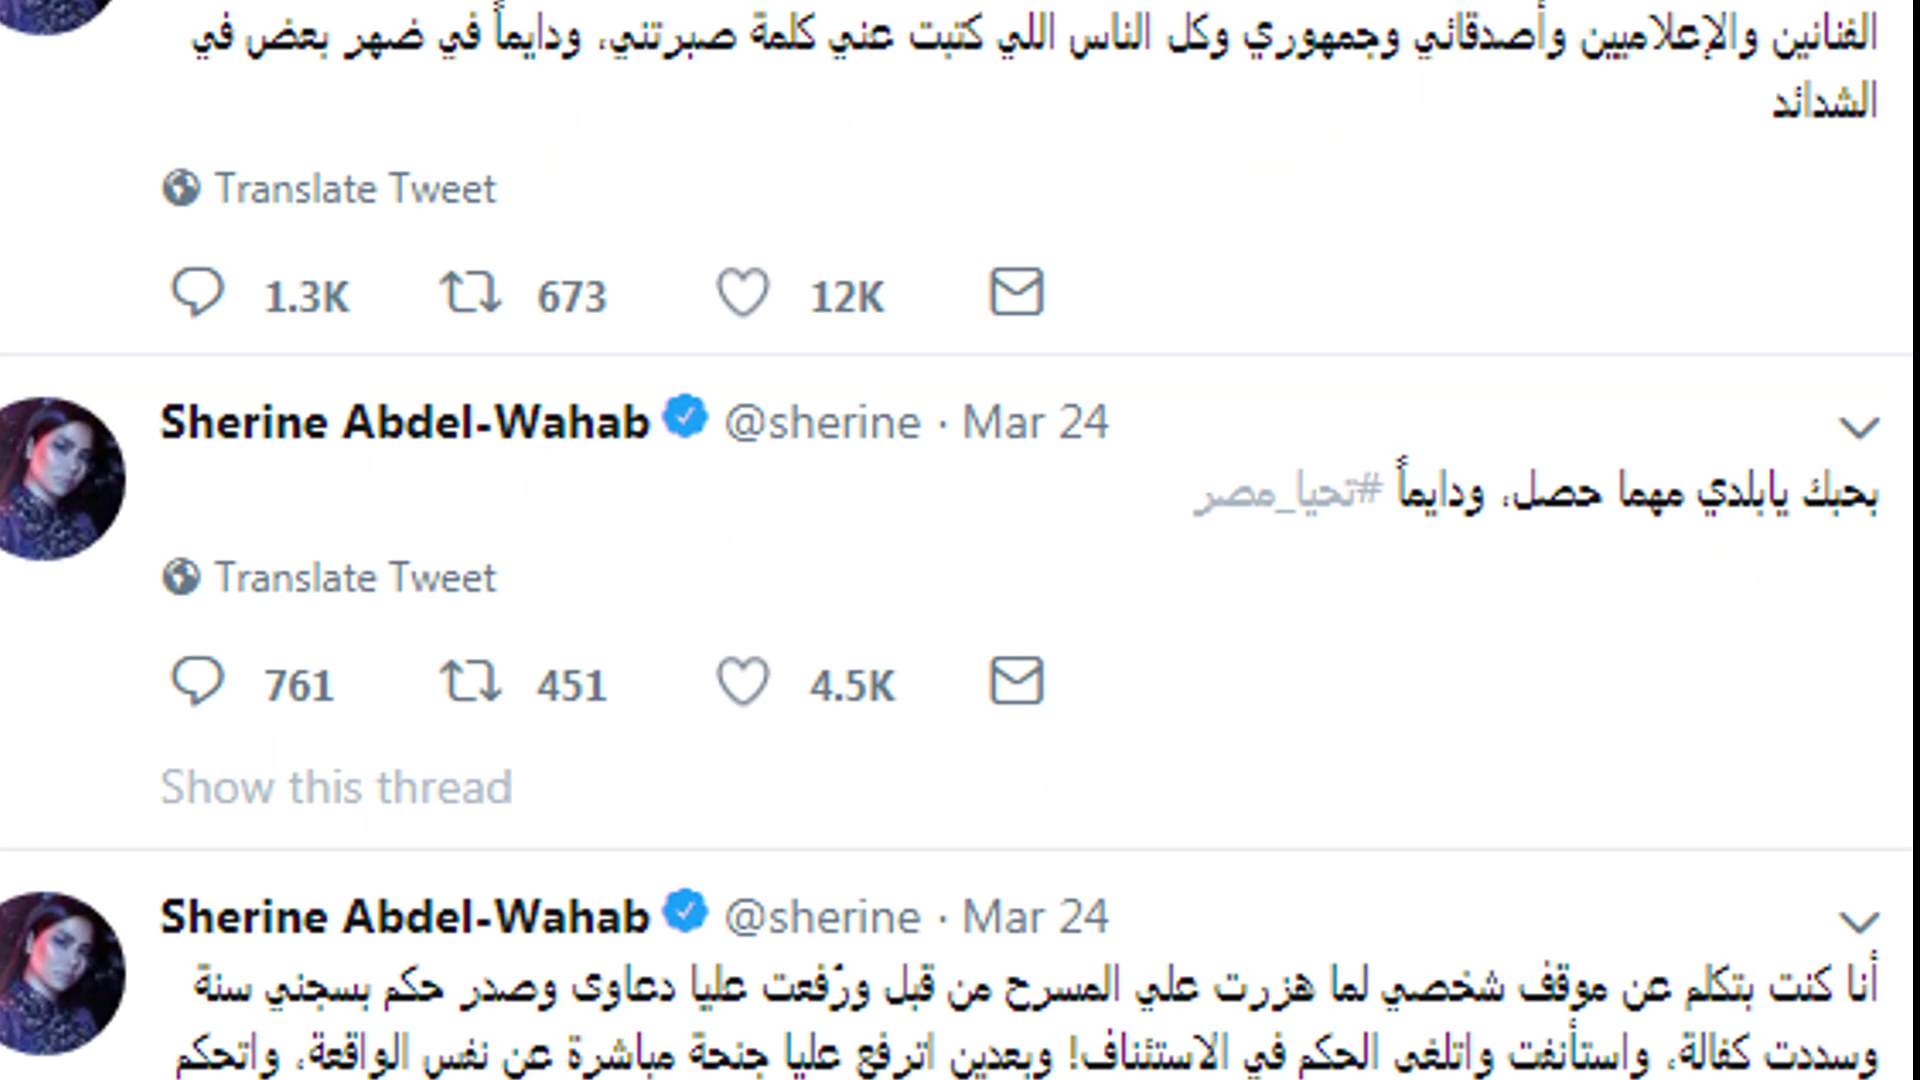 الفنانين والإعلاميين وأصدقائي وجمهوري وكل الناس اللي كتبت عني كلمة صبرتني، ودايماً في ضهر بعض في
الشدائد
Translate Tweet
1.3K 673 12K
Sherine Abdel-Wahab @sherine · Mar 24
بحبك يابلدي مهما حصل، ودايماً #تحيا_مصر
Translate Tweet
761 451 4.5K
Show this thread
Sherine Abdel-Wahab @sherine · Mar 24
أنا كنت بتكلم عن موقف شخصي لما هزرت علي المسرح من قبل ورُفعت عليا دعاوى وصدر حكم بسجني سنة
وسددت كفالة، واستأنفت واتلغى الحكم في الاستئناف! وبعدين اترفع عليا جنحة مباشرة عن نفس الواقعة، واتحكم